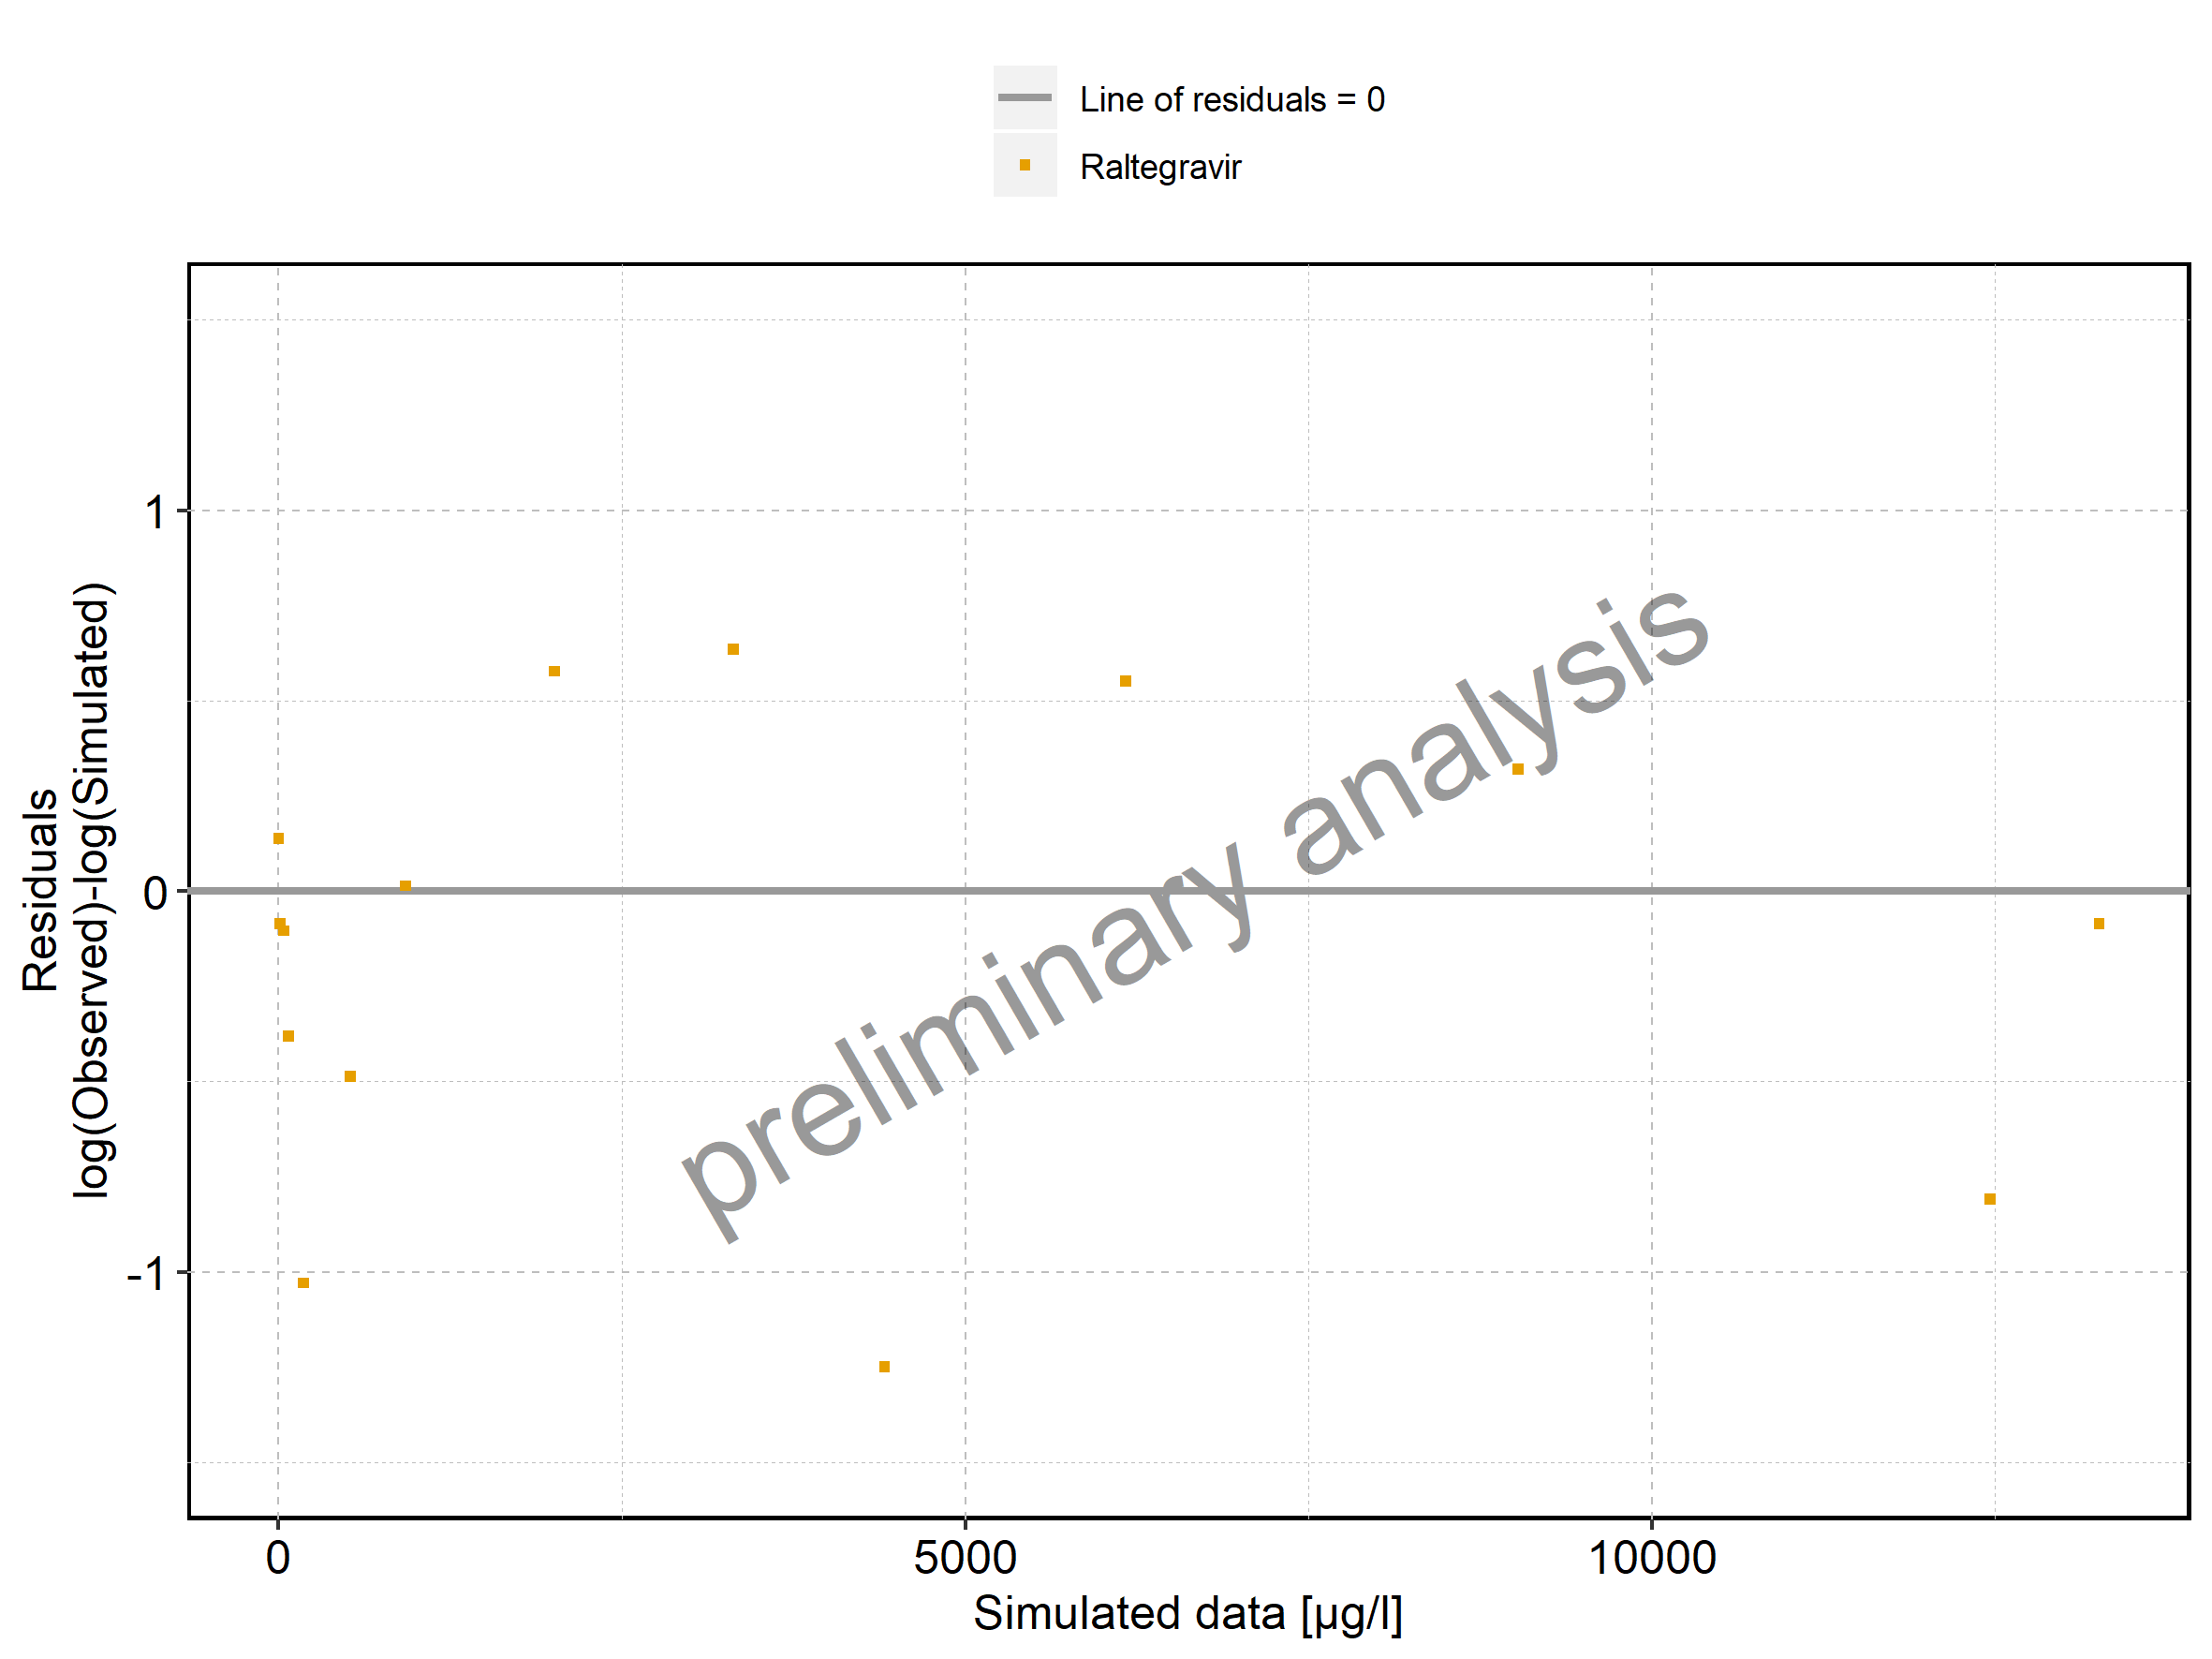 Line of residuals = 0
Raltegravir
1
0
-1
Residuals
log(Observed)-log(Simulated)
preliminary analysis
0
5000
10000
Simulated data [µg/l]